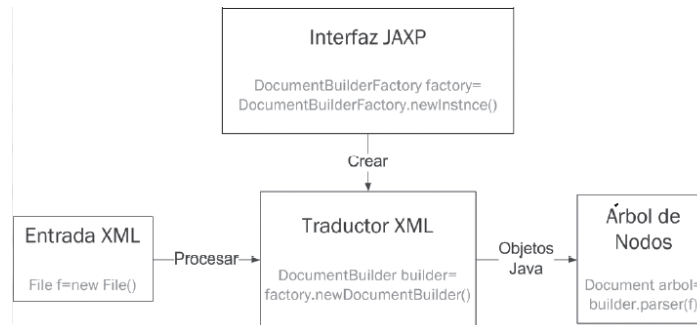 Interfaz JAXP
DocumentBuilderFactory factory=
DocumentBuilderFactory.newInstnce()
Crear
Entrada XML
File f=new File()
Procesar
Traductor XML
DocumentBuilder builder=
factory.newDocumentBuilder()
Objetos
Java
Árbol de
Nodos
Document arbol=
builder.parser(f)